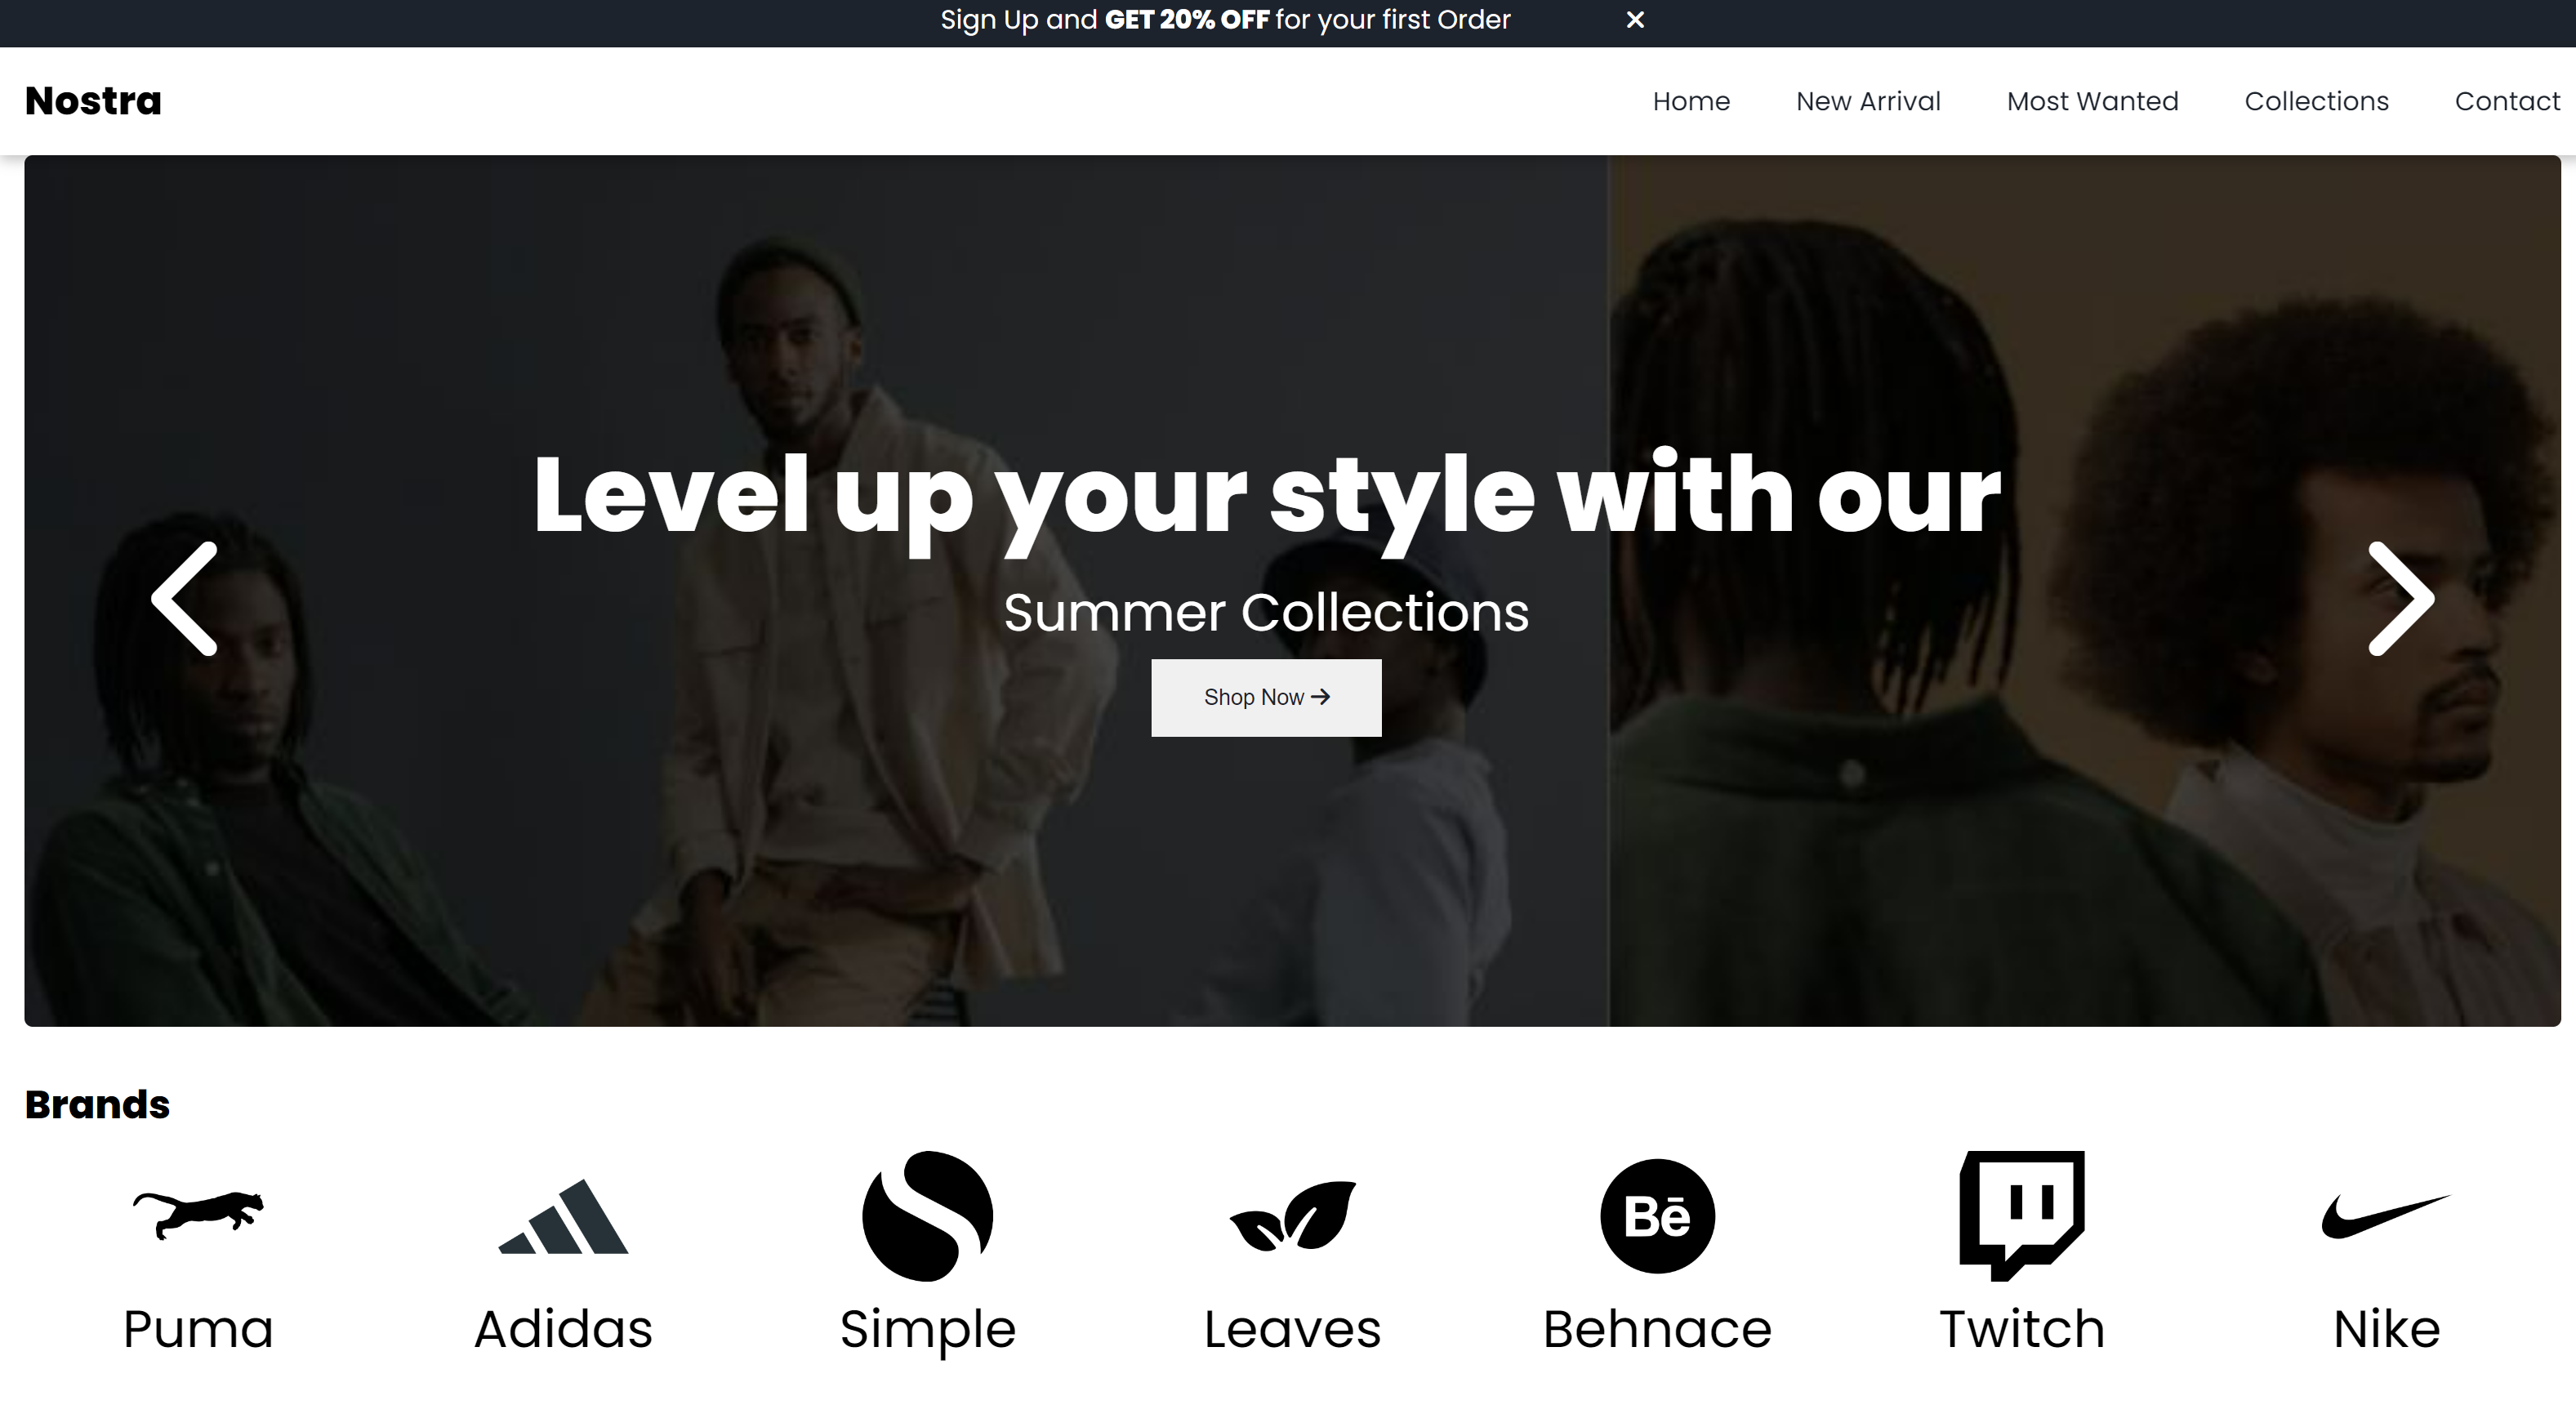 Sign Up and GET 20% OFF for your first Order
Nostra
Home New Arrival Most Wanted Collections Contact
Level up your style with our
Summer Collections
Shop Now
Brands
Bē
Puma Adidas Simple Leaves Behnace Twitch Nike